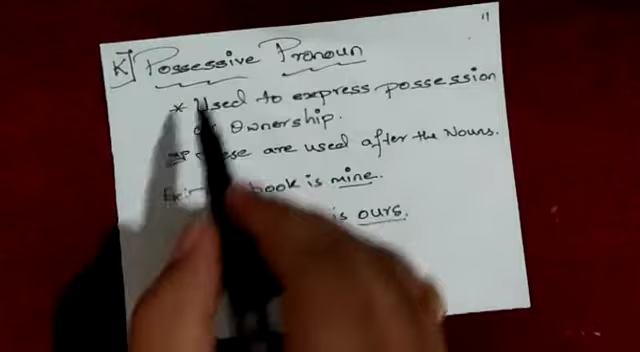 11
K] Possessive Pronoun
* Used to express possession
Ownership.
are used after the Nouns.
Ex:- book is mine.
is ours.